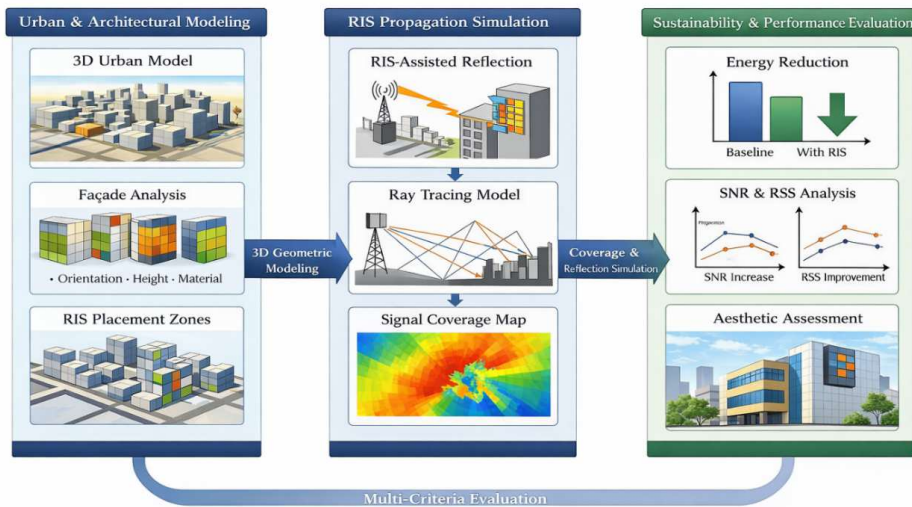 Urban & Architectural Modeling
3D Urban Model
Façade Analysis
• Orientation • Height • Material
RIS Placement Zones
3D Geometric
Modeling
RIS Propagation Simulation
RIS-Assisted Reflection
Ray Tracing Model
Signal Coverage Map
Coverage &
Reflection Simulation
Sustainability & Performance Evaluation
Energy Reduction
Baseline
With RIS
SNR & RSS Analysis
SNR Increase
RSS Improvement
Aesthetic Assessment
Multi-Criteria Evaluation